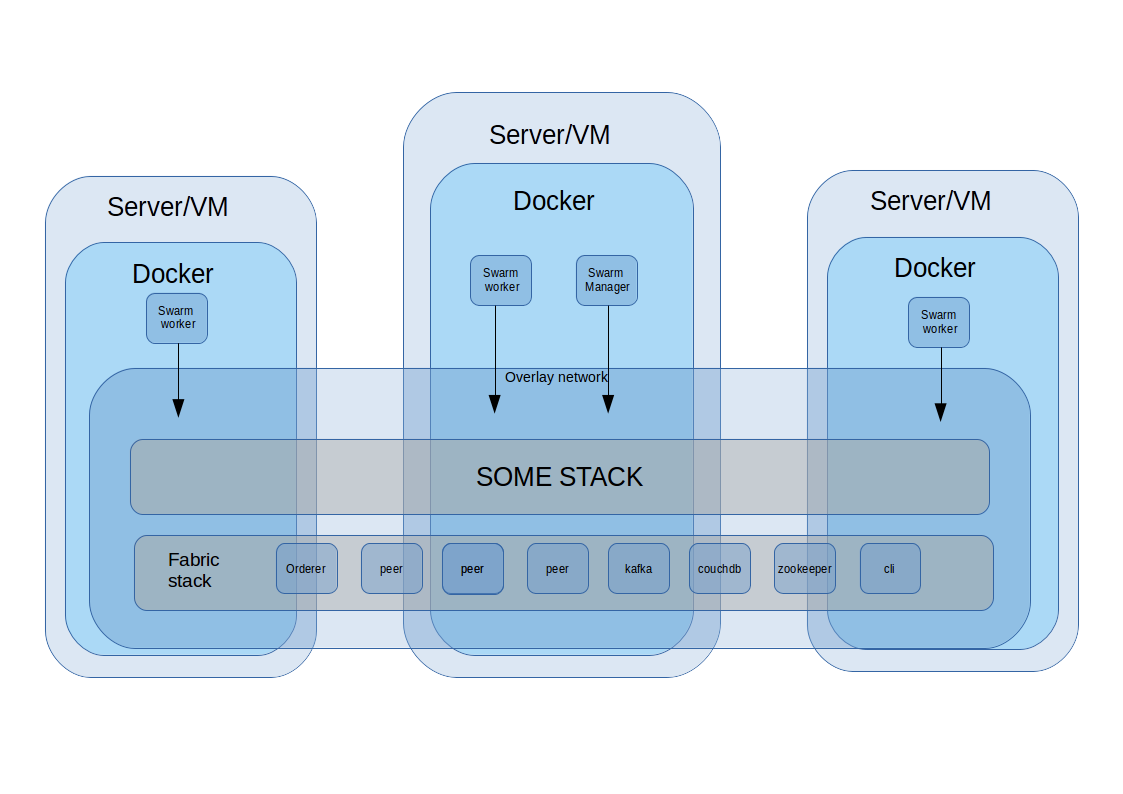 Server/VM
Docker
Swarm
worker
Server/VM
Docker
Swarm
worker
Swarm
Manager
Server/VM
Docker
Swarm
worker
Overlay network
SOME STACK
Fabric
stack
Orderer
peer
peer
peer
kafka
couchdb
zookeeper
cli